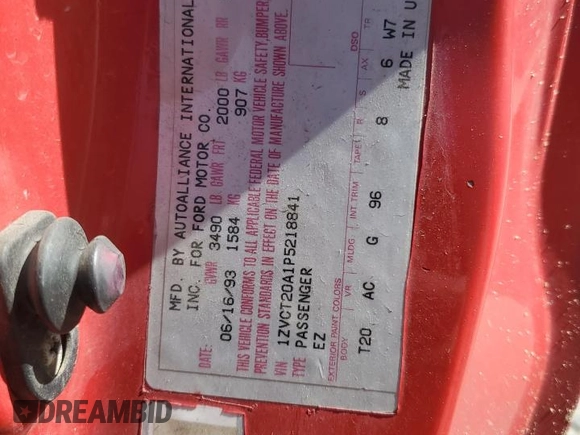 MFD. BY AUTOALLIANCE INTERNATIONAL
INC. FOR FORD MOTOR CO.
DATE: 06/16/93 GVWR 3490 LB 1584 KG GAWR FRT 2000 LB 907 KG GAWR RR
THIS VEHICLE CONFORMS TO ALL APPLICABLE FEDERAL MOTOR VEHICLE SAFETY, BUMPER,
PREVENTION STANDARDS IN EFFECT ON THE DATE OF MANUFACTURE SHOWN ABOVE.
VIN 1ZVCT20A1P5218841
TYPE PASSENGER
EZ
EXTERIOR PAINT COLORS DSO
BODY VR MLDG INT. TRIM TAPE R S AX TR
T20 AC G 96 8 6 W7
MADE IN U
DREAMBID